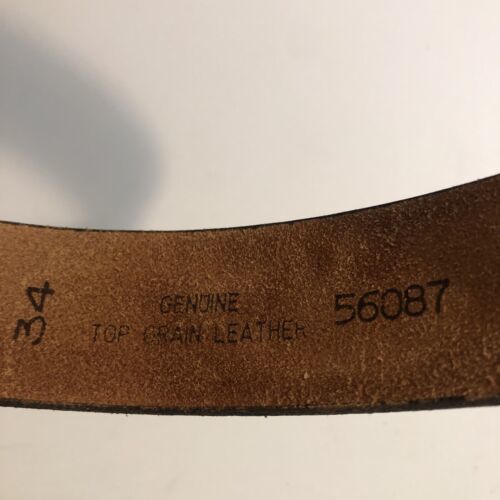 34
GENUINE
TOP GRAIN LEATHER
56087